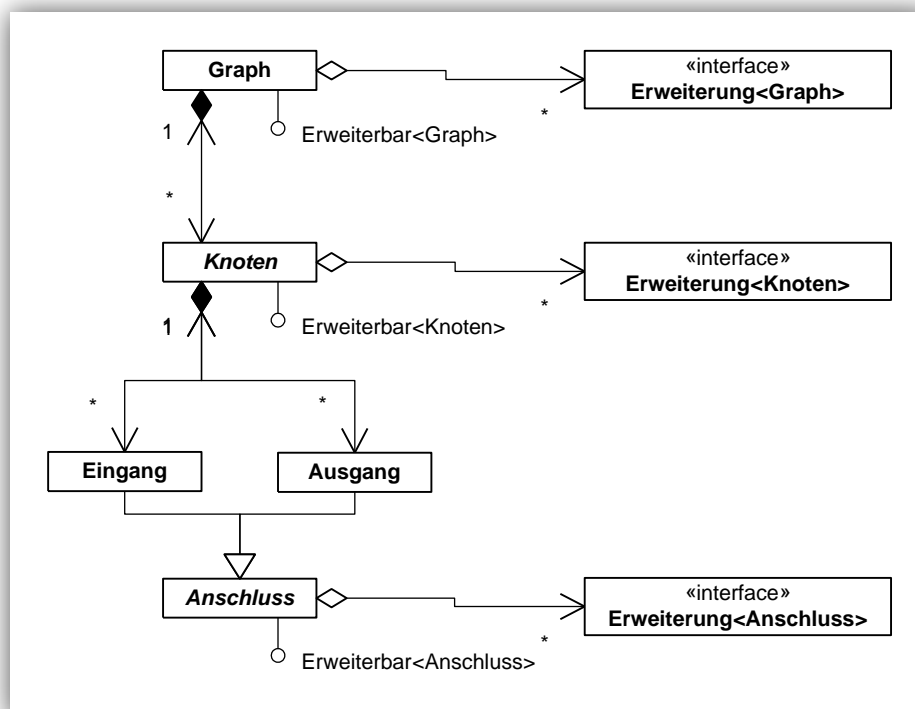 Graph
«interface»
Erweiterung<Graph>
*
1
Erweiterbar<Graph>
*
Knoten
«interface»
Erweiterung<Knoten>
*
1
Erweiterbar<Knoten>
*
*
Eingang
Ausgang
Anschluss
«interface»
Erweiterung<Anschluss>
*
Erweiterbar<Anschluss>